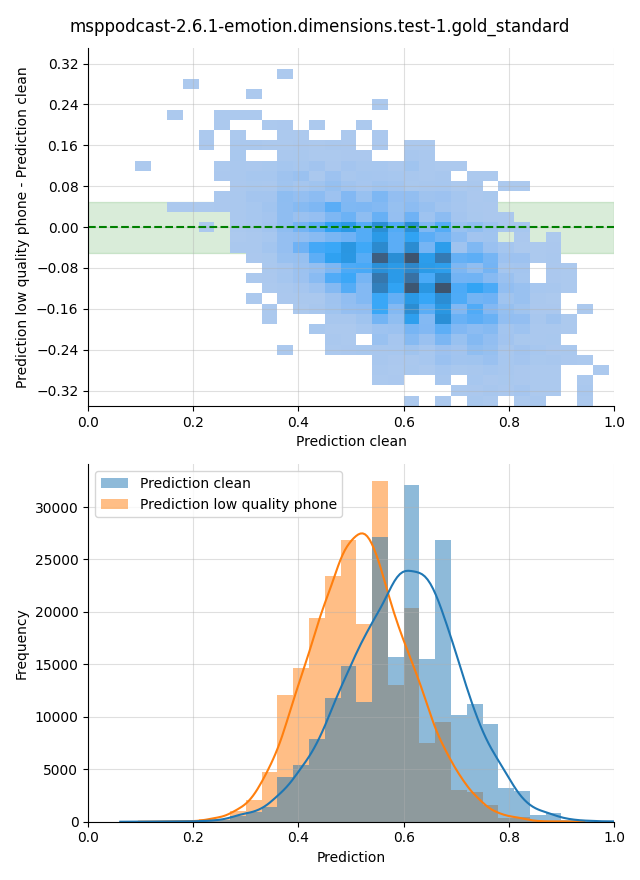 msppodcast-2.6.1-emotion.dimensions.test-1.gold_standard
Prediction low quality phone - Prediction clean
0.32
0.24
0.16
0.08
0.00
−0.08
−0.16
−0.24
−0.32
0.0 0.2 0.4 0.6 0.8 1.0
Prediction clean
Frequency
Prediction clean
Prediction low quality phone
30000
25000
20000
15000
10000
5000
0
0.0 0.2 0.4 0.6 0.8 1.0
Prediction